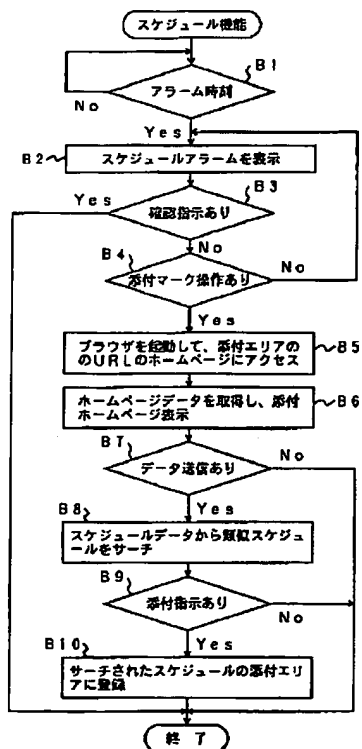 スケジュール機能
B1
アラーム時刻
No
Yes
B2
スケジュールアラームを表示
B3
Yes
確認指示あり
No
B4
添付マーク操作あり
No
Yes
ブラウザを起動して、添付エリアの
のURLのホームページにアクセス
B5
ホームページデータを取得し、添付
ホームページ表示
B6
B7
データ送信あり
No
Yes
B8
スケジュールデータから類似スケジュ
ールをサーチ
B9
添付指示あり
No
Yes
B10
サーチされたスケジュールの添付エリ
アに登録
終了